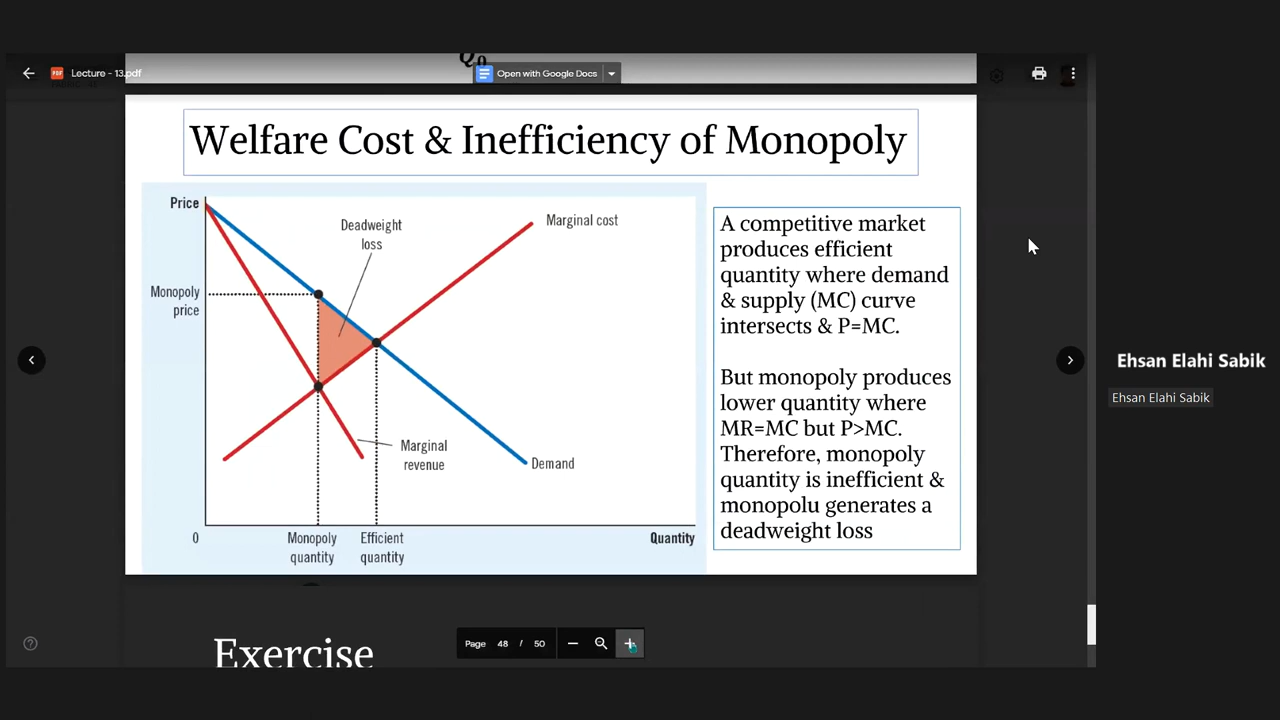 Q0
Lecture - 13.pdf
Open with Google Docs
Welfare Cost & Inefficiency of Monopoly
Price
Deadweight
loss
Marginal cost
Monopoly
price
Marginal
revenue
Demand
0
Monopoly
quantity
Efficient
quantity
Quantity
A competitive market
produces efficient
quantity where demand
& supply (MC) curve
intersects & P=MC.
But monopoly produces
lower quantity where
MR=MC but P>MC.
Therefore, monopoly
quantity is inefficient &
monopolu generates a
deadweight loss
Ehsan Elahi Sabik
Ehsan Elahi Sabik
Exercise
Page 48 / 50